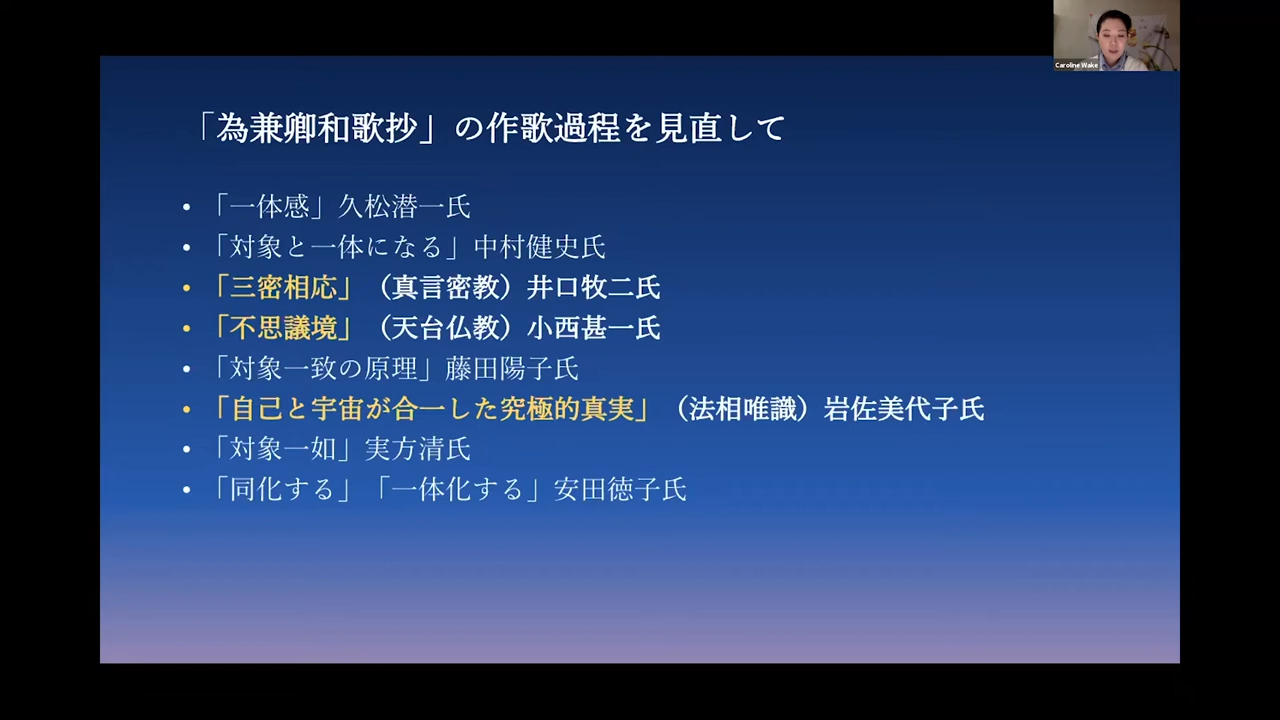 Caroline Wake
「為兼卿和歌抄」の作歌過程を見直して
• 「一体感」久松潜一氏
• 「対象と一体になる」中村健史氏
• 「三密相応」（真言密教）井口牧二氏
• 「不思議境」（天台仏教）小西甚一氏
• 「対象一致の原理」藤田陽子氏
• 「自己と宇宙が合一した究極的真実」（法相唯識）岩佐美代子氏
• 「対象一如」実方清氏
• 「同化する」「一体化する」安田徳子氏